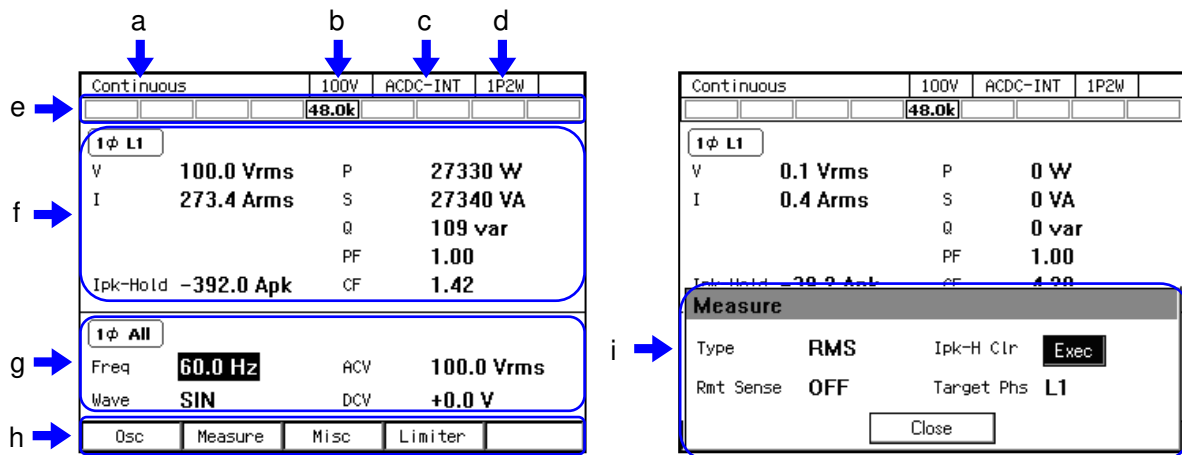 a b c d
Continuous 100V ACDC-INT 1P2W
e
48.0k
1ϕ L1
V 100.0 Vrms P 27330 W
f
I 273.4 Arms S 27340 VA
Q 109 var
PF 1.00
Ipk-Hold -392.0 Apk CF 1.42
1ϕ All
g
Freq 60.0 Hz ACV 100.0 Vrms
Wave SIN DCV +0.0 V
h
Osc Measure Misc Limiter
Continuous 100V ACDC-INT 1P2W
48.0k
1ϕ L1
V 0.1 Vrms P 0 W
I 0.4 Arms S 0 VA
Q 0 var
PF 1.00
Ipk-Hold CF
i
Measure
Type RMS Ipk-H Clr Exec
Rmt Sense OFF Target Phs L1
Close